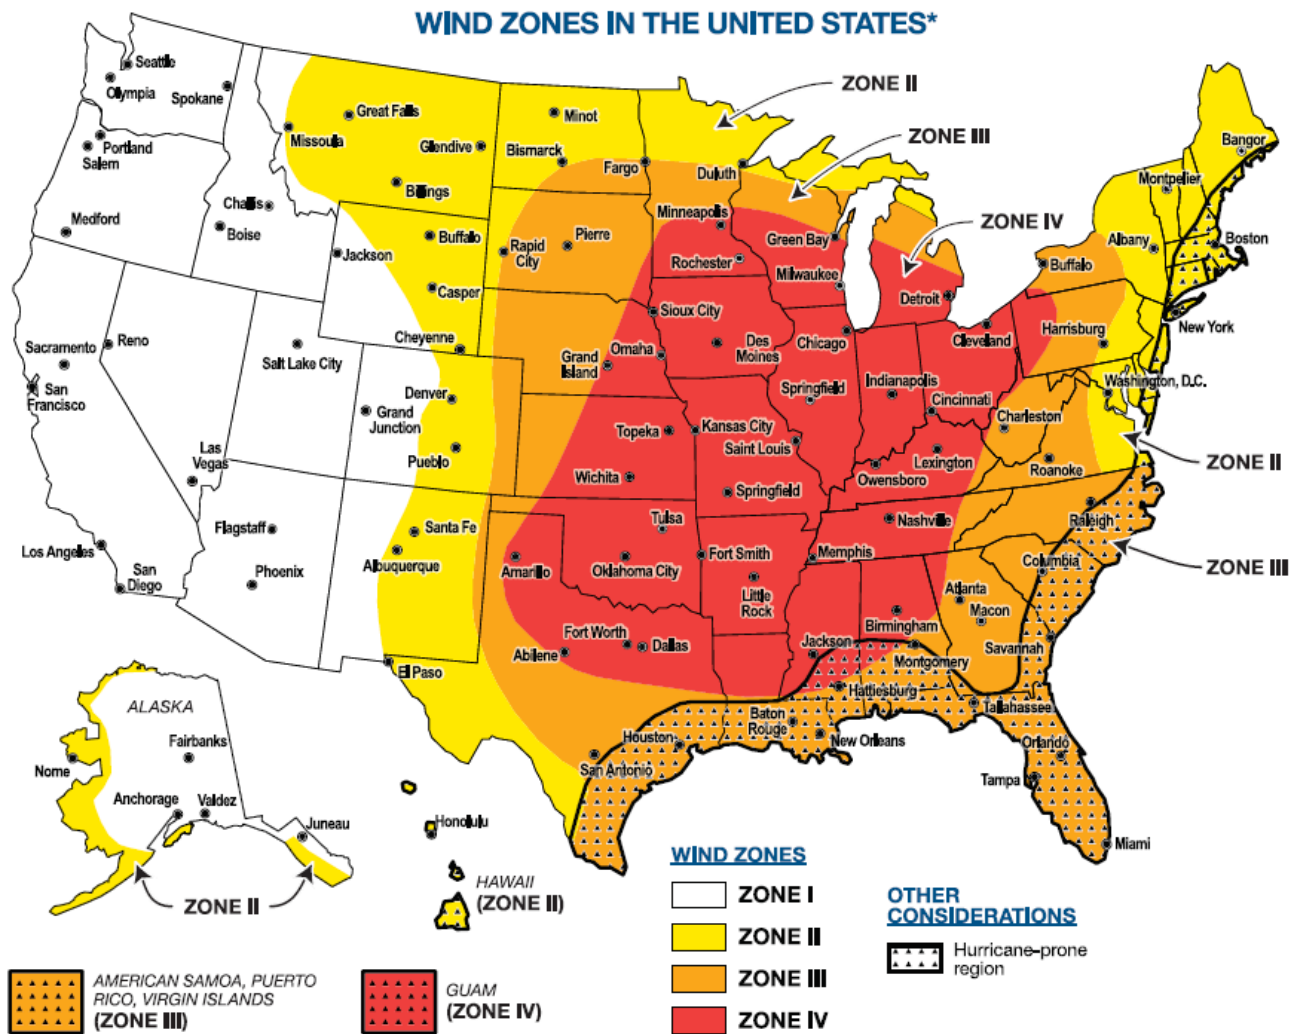 WIND ZONES IN THE UNITED STATES*
ZONE II
ZONE III
ZONE IV
Seattle
Olympia
Spokane
Portland
Salem
Medford
Great Falls
Missoula
Glendive
Billings
Challis
Boise
Minot
Bismarck
Fargo
Duluth
Minneapolis
Rochester
Green Bay
Milwaukee
Detroit
Bangor
Montpelier
Albany
Boston
Buffalo
New York
Harrisburg
Washington, D.C.
Jackson
Buffalo
Casper
Cheyenne
Rapid
City
Pierre
Sioux City
Omaha
Grand
Island
Des
Moines
Chicago
Cleveland
Springfield
Indianapolis
Cincinnati
Charleston
Roanoke
ZONE II
Sacramento
San
Francisco
Reno
Las
Vegas
Salt Lake City
Denver
Grand
Junction
Pueblo
Topeka
Wichita
Kansas City
Saint Louis
Springfield
Owensboro
Lexington
Nashville
Raleigh
ZONE III
Los Angeles
San
Diego
Flagstaff
Phoenix
Santa Fe
Albuquerque
El Paso
Amarillo
Tulsa
Oklahoma City
Fort Smith
Little
Rock
Memphis
Columbia
Atlanta
Macon
Savannah
Birmingham
Montgomery
Jackson
Hattiesburg
Fort Worth
Dallas
Abilene
Houston
San Antonio
Baton
Rouge
New Orleans
Tallahassee
Orlando
Tampa
Miami
ALASKA
Fairbanks
Nome
Anchorage
Valdez
Juneau
ZONE II
Honolulu
HAWAII
(ZONE II)
WIND ZONES
ZONE I
ZONE II
ZONE III
ZONE IV
OTHER
CONSIDERATIONS
Hurricane-prone
region
AMERICAN SAMOA, PUERTO
RICO, VIRGIN ISLANDS
(ZONE III)
GUAM
(ZONE IV)